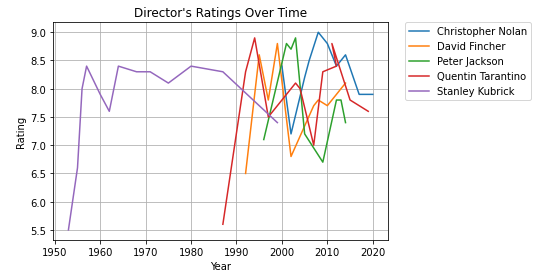 Director's Ratings Over Time
Christopher Nolan
David Fincher
Peter Jackson
Quentin Tarantino
Stanley Kubrick
Rating
9.0
8.5
8.0
7.5
7.0
6.5
6.0
5.5
1950 1960 1970 1980 1990 2000 2010 2020
Year